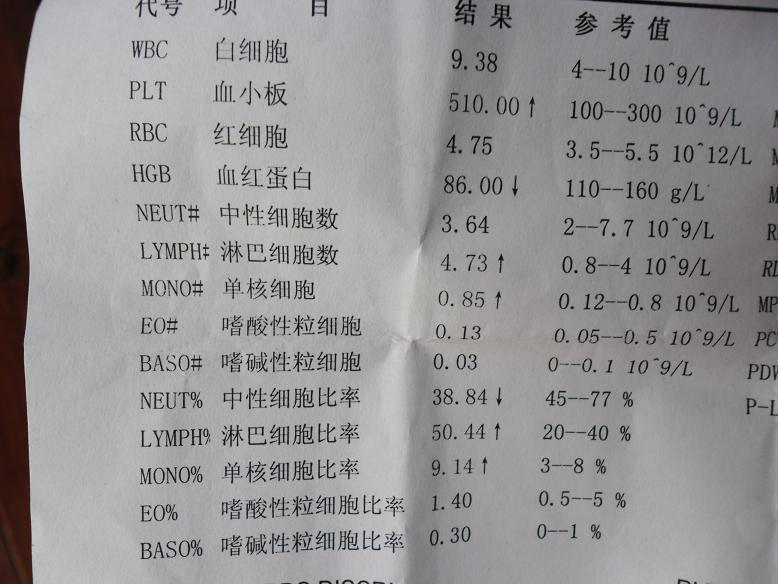 代号 项 目 结果 参考值
WBC 白细胞 9.38 4--10 10^9/L
PLT 血小板 510.00↑ 100--300 10^9/L
RBC 红细胞 4.75 3.5--5.5 10^12/L
HGB 血红蛋白 86.00↓ 110--160 g/L
NEUT# 中性细胞数 3.64 2--7.7 10^9/L
LYMPH# 淋巴细胞数 4.73↑ 0.8--4 10^9/L
MONO# 单核细胞 0.85↑ 0.12--0.8 10^9/L MP
EO# 嗜酸性粒细胞 0.13 0.05--0.5 10^9/L PC
BASO# 嗜碱性粒细胞 0.03 0--0.1 10^9/L PDW
NEUT% 中性细胞比率 38.84↓ 45--77 % P-L
LYMPH% 淋巴细胞比率 50.44↑ 20--40 %
MONO% 单核细胞比率 9.14↑ 3--8 %
EO% 嗜酸性粒细胞比率 1.40 0.5--5 %
BASO% 嗜碱性粒细胞比率 0.30 0--1 %